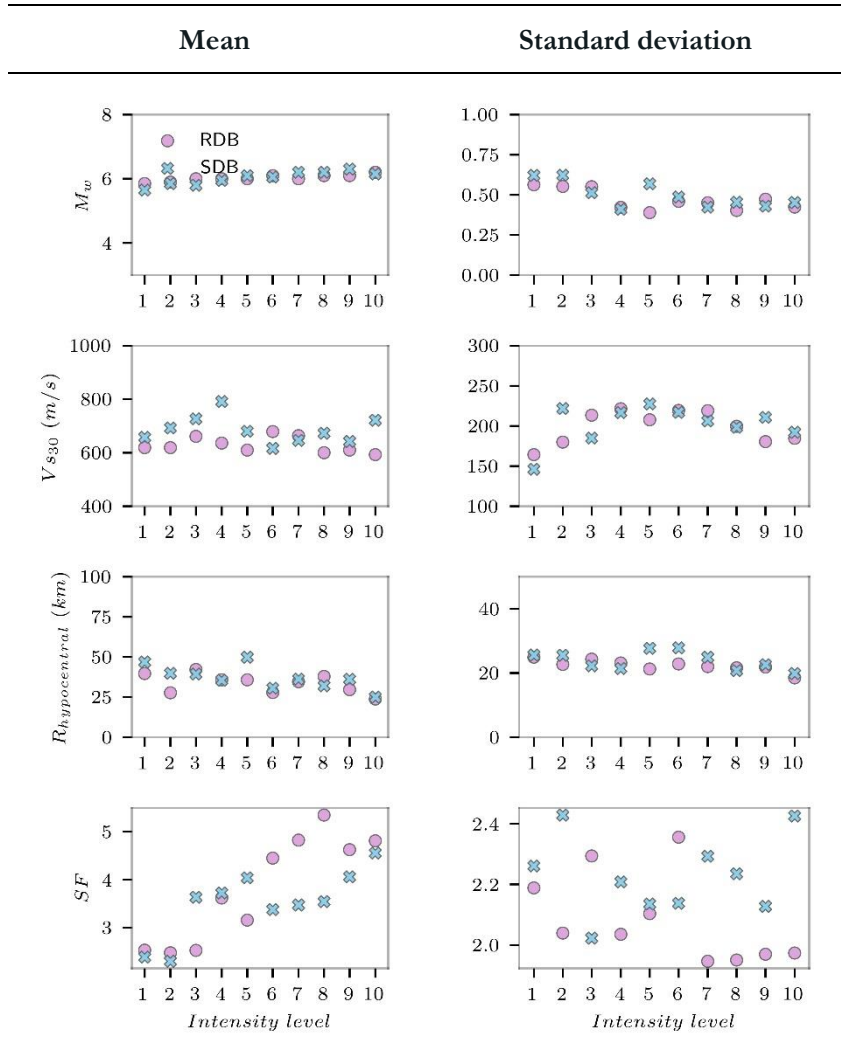 Mean Standard deviation
8
6
4
M_w
RDB
SDB
1 2 3 4 5 6 7 8 9 10
1.00
0.75
0.50
0.25
0.00
1 2 3 4 5 6 7 8 9 10
1000
800
600
400
Vs_30 (m/s)
1 2 3 4 5 6 7 8 9 10
300
250
200
150
100
1 2 3 4 5 6 7 8 9 10
100
75
50
25
0
R_hypocentral (km)
1 2 3 4 5 6 7 8 9 10
40
20
0
1 2 3 4 5 6 7 8 9 10
5
4
3
SF
1 2 3 4 5 6 7 8 9 10
Intensity level
2.4
2.2
2.0
1 2 3 4 5 6 7 8 9 10
Intensity level